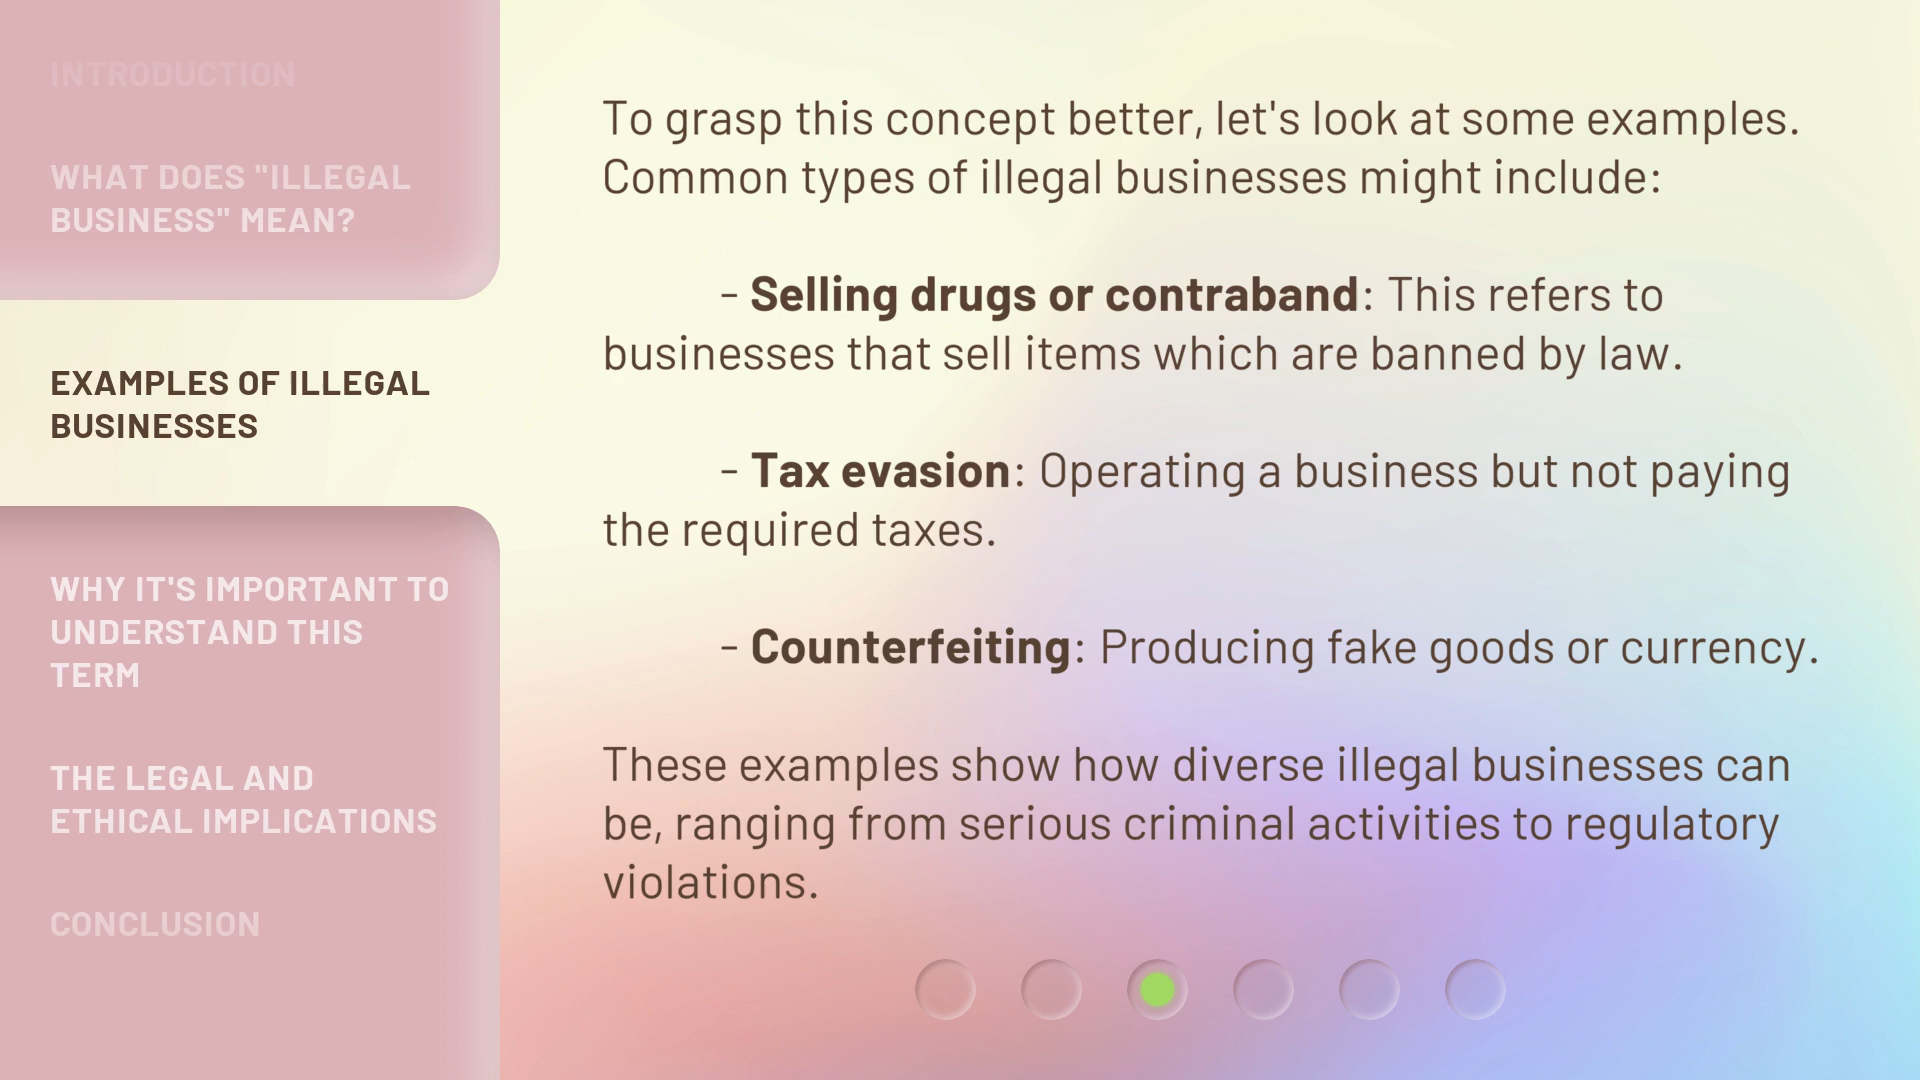 INTRODUCTION
WHAT DOES "ILLEGAL
BUSINESS" MEAN?
EXAMPLES OF ILLEGAL
BUSINESSES
WHY IT'S IMPORTANT TO
UNDERSTAND THIS
TERM
THE LEGAL AND
ETHICAL IMPLICATIONS
CONCLUSION
To grasp this concept better, let's look at some examples.
Common types of illegal businesses might include:
- Selling drugs or contraband: This refers to
businesses that sell items which are banned by law.
- Tax evasion: Operating a business but not paying
the required taxes.
- Counterfeiting: Producing fake goods or currency.
These examples show how diverse illegal businesses can
be, ranging from serious criminal activities to regulatory
violations.